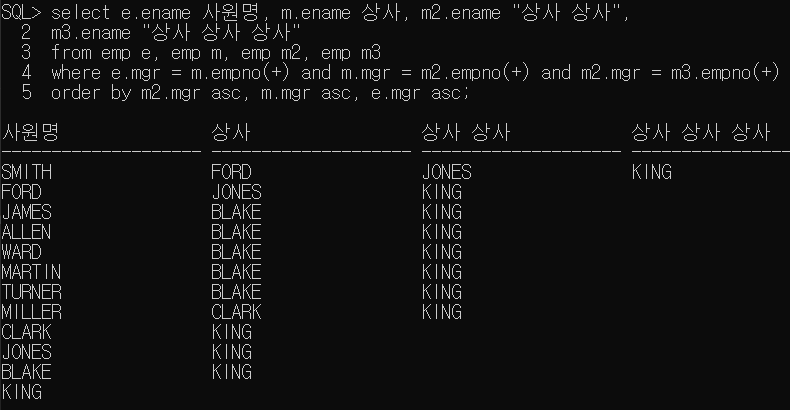 SQL> select e.ename 사원명, m.ename 상사, m2.ename "상사 상사",
2 m3.ename "상사 상사 상사"
3 from emp e, emp m, emp m2, emp m3
4 where e.mgr = m.empno(+) and m.mgr = m2.empno(+) and m2.mgr = m3.empno(+)
5 order by m2.mgr asc, m.mgr asc, e.mgr asc;
사원명 상사 상사 상사 상사 상사 상사
-------------------- -------------------- -------------------- ----------------
SMITH FORD JONES KING
FORD JONES KING
JAMES BLAKE KING
ALLEN BLAKE KING
WARD BLAKE KING
MARTIN BLAKE KING
TURNER BLAKE KING
MILLER CLARK KING
CLARK KING
JONES KING
BLAKE KING
KING